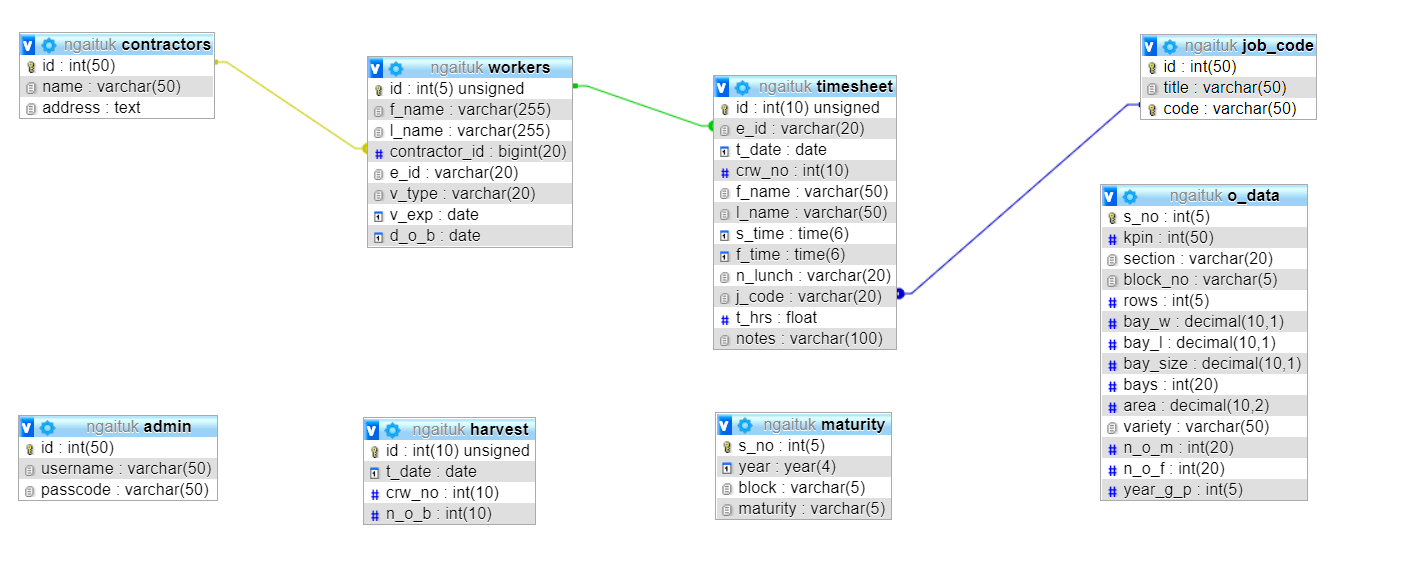 ngaituk contractors
id : int(50)
name : varchar(50)
address : text
ngaituk workers
id : int(5) unsigned
f_name : varchar(255)
l_name : varchar(255)
contractor_id : bigint(20)
e_id : varchar(20)
v_type : varchar(20)
v_exp : date
d_o_b : date
ngaituk timesheet
id : int(10) unsigned
e_id : varchar(20)
t_date : date
crw_no : int(10)
f_name : varchar(50)
l_name : varchar(50)
s_time : time(6)
f_time : time(6)
n_lunch : varchar(20)
j_code : varchar(20)
t_hrs : float
notes : varchar(100)
ngaituk job_code
id : int(50)
title : varchar(50)
code : varchar(50)
ngaituk o_data
s_no : int(5)
kpin : int(50)
section : varchar(20)
block_no : varchar(5)
rows : int(5)
bay_w : decimal(10,1)
bay_l : decimal(10,1)
bay_size : decimal(10,1)
bays : int(20)
area : decimal(10,2)
variety : varchar(50)
n_o_m : int(20)
n_o_f : int(20)
year_g_p : int(5)
ngaituk admin
id : int(50)
username : varchar(50)
passcode : varchar(50)
ngaituk harvest
id : int(10) unsigned
t_date : date
crw_no : int(10)
n_o_b : int(10)
ngaituk maturity
s_no : int(5)
year : year(4)
block : varchar(5)
maturity : varchar(5)